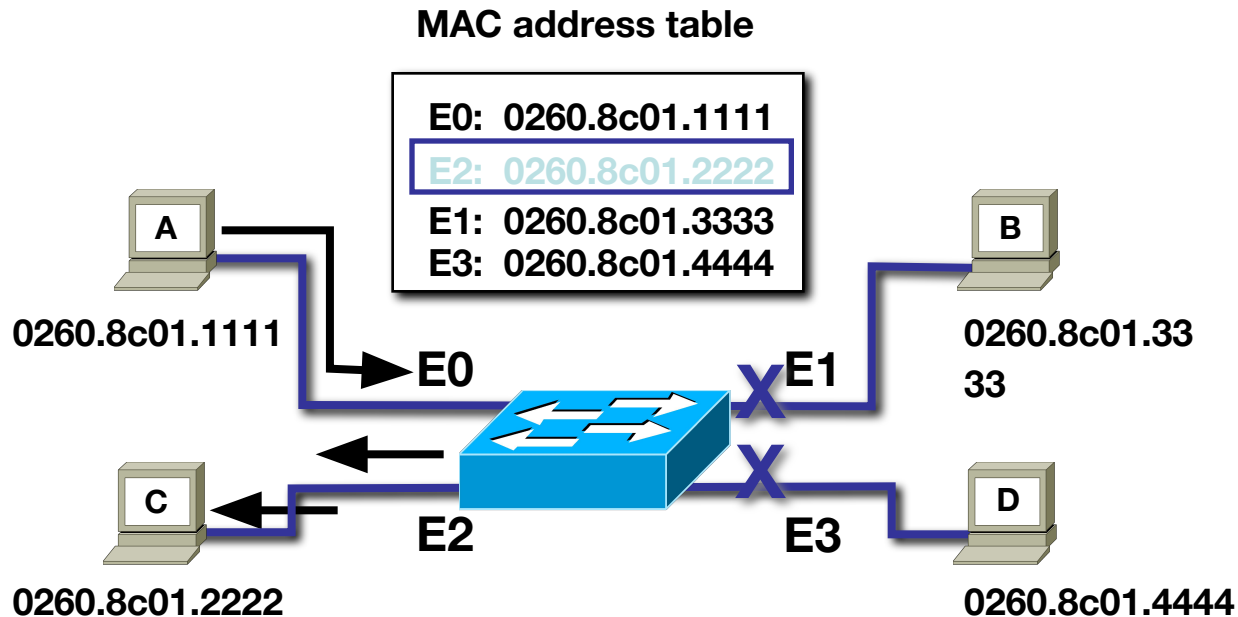 MAC address table
E0: 0260.8c01.1111
E2: 0260.8c01.2222
E1: 0260.8c01.3333
E3: 0260.8c01.4444
A
B
0260.8c01.1111
0260.8c01.33
33
E0
E1
X
X
C
D
E2
E3
0260.8c01.2222
0260.8c01.4444